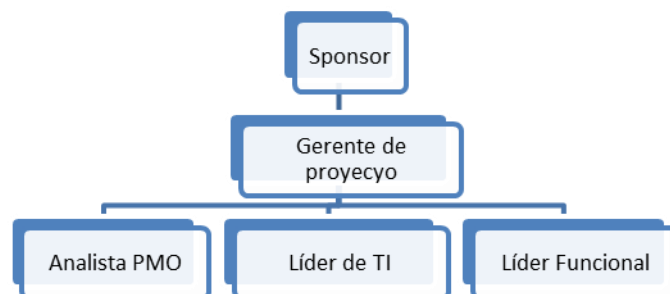 Sponsor
Gerente de
proyecyo
Analista PMO
Líder de TI
Líder Funcional